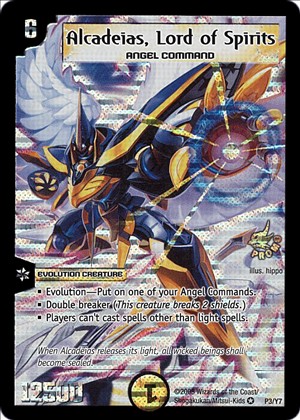 6
Alcadeias, Lord of Spirits
ANGEL COMMAND
illus. hippo
EVOLUTION CREATURE
▪ Evolution—Put on one of your Angel Commands.
▪ Double breaker (This creature breaks 2 shields.)
▪ Players can't cast spells other than light spells.
When Alcadeias releases its light, all wicked beings shall
become sealed.
12500
1
©2005 Wizards of the Coast/
Shogakukan/Mitsui-Kids
P3/Y7